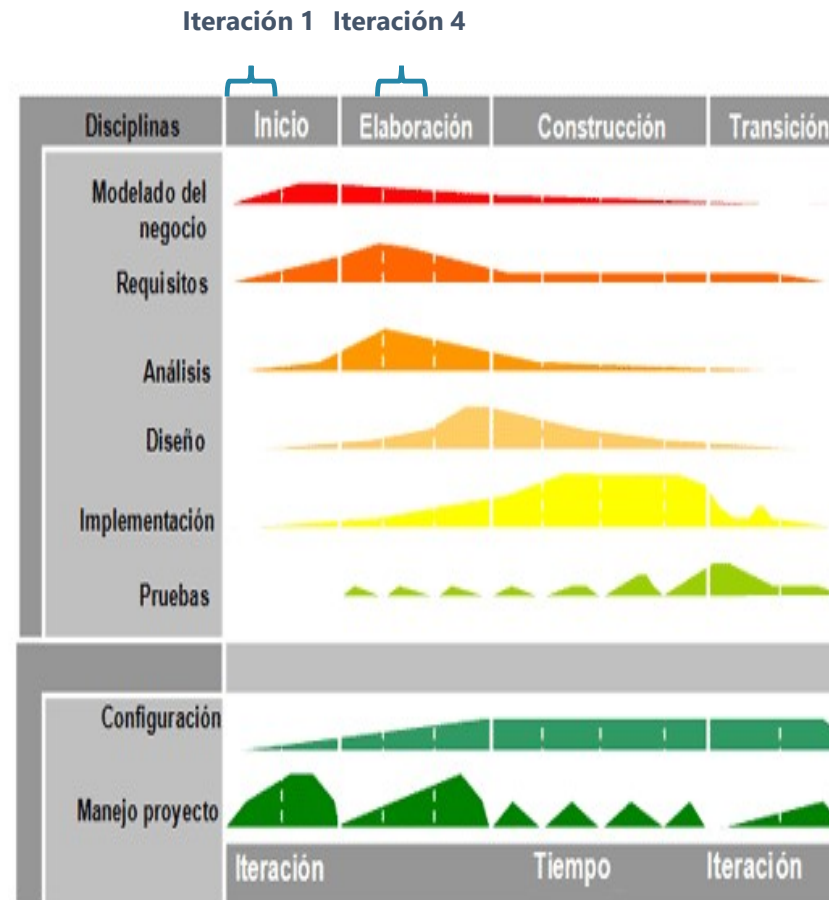 Iteración 1 Iteración 4
Disciplinas Inicio Elaboración Construcción Transición
Modelado del
negocio
Requisitos
Análisis
Diseño
Implementación
Pruebas
Configuración
Manejo proyecto
Iteración Tiempo Iteración